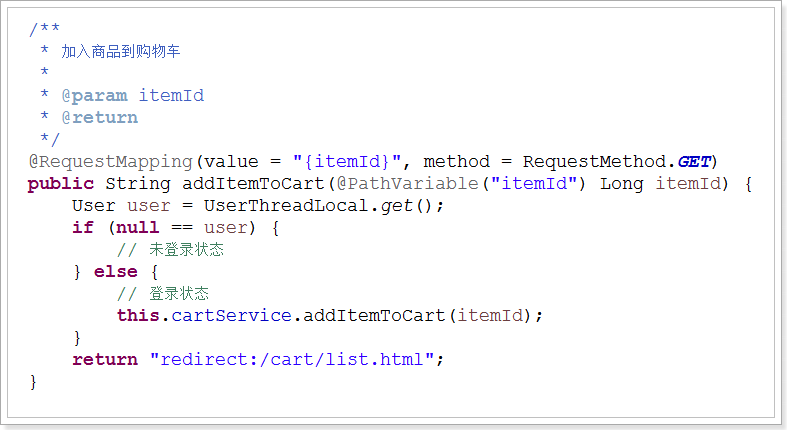 /**
 * 加入商品到购物车
 *
 * @param itemId
 * @return
 */
@RequestMapping(value = "{itemId}", method = RequestMethod.GET)
public String addItemToCart(@PathVariable("itemId") Long itemId) {
    User user = UserThreadLocal.get();
    if (null == user) {
        // 未登录状态
    } else {
        // 登录状态
        this.cartService.addItemToCart(itemId);
    }
    return "redirect:/cart/list.html";
}